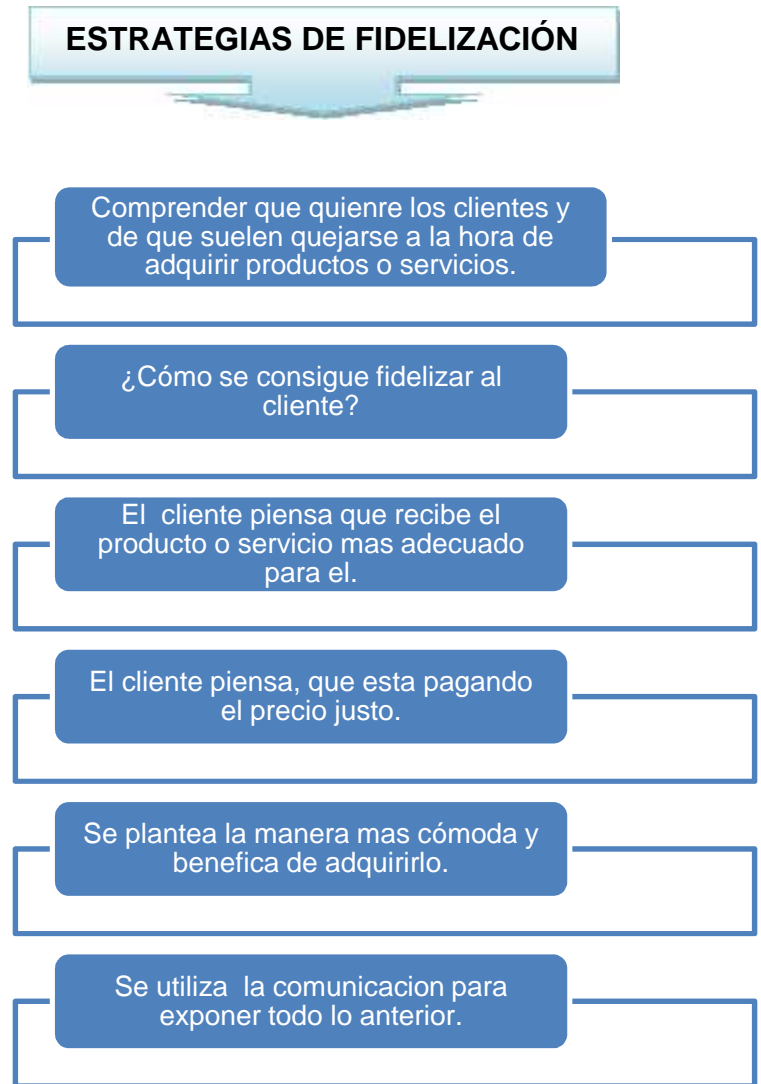 ESTRATEGIAS DE FIDELIZACIÓN
Comprender que quienre los clientes y
de que suelen quejarse a la hora de
adquirir productos o servicios.
¿Cómo se consigue fidelizar al
cliente?
El  cliente piensa que recibe el
producto o servicio mas adecuado
para el.
El cliente piensa, que esta pagando
el precio justo.
Se plantea la manera mas cómoda y
benefica de adquirirlo.
Se utiliza  la comunicacion para
exponer todo lo anterior.